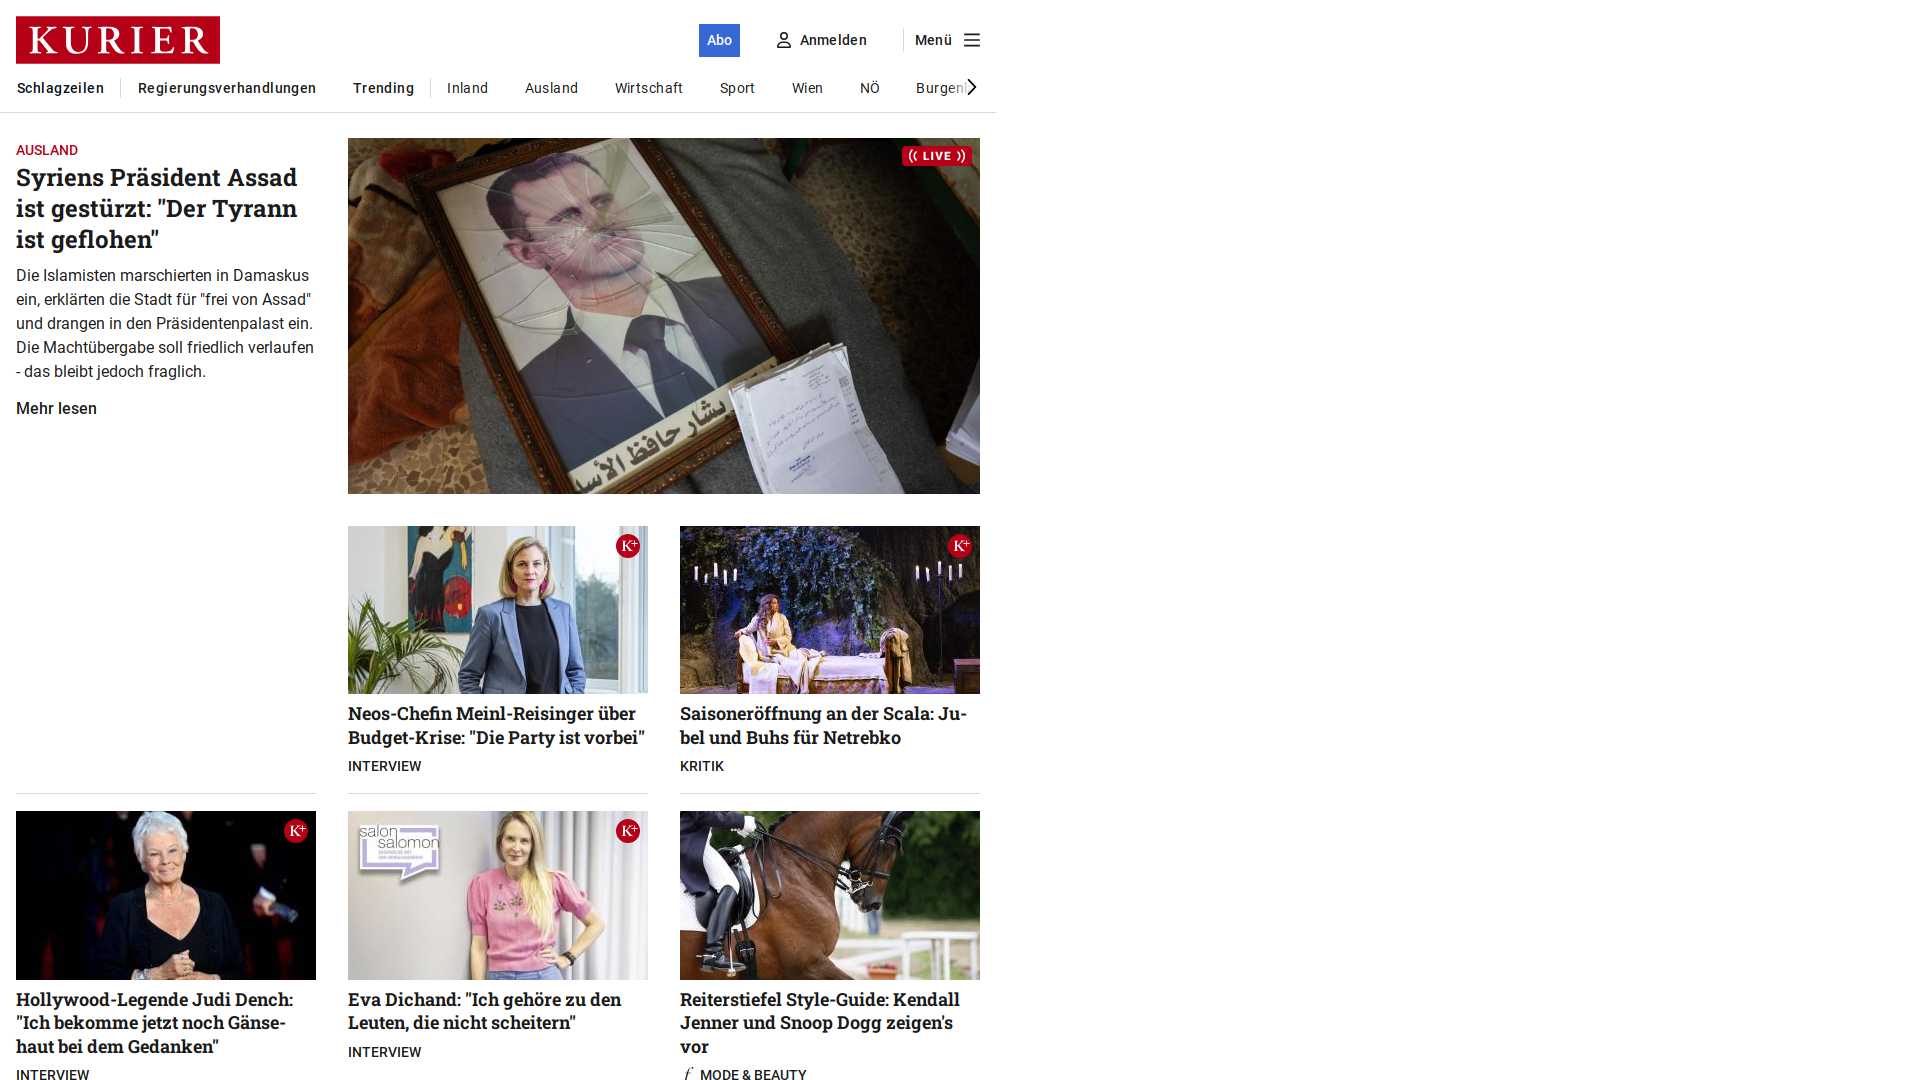 KURIER
Abo
Anmelden
Menü
Schlagzeilen
Regierungsverhandlungen
Trending
Inland
Ausland
Wirtschaft
Sport
Wien
NÖ
AUSLAND
Syriens Präsident Assad
ist gestürzt: "Der Tyrann
ist geflohen"
Die Islamisten marschierten in Damaskus
ein, erklärten die Stadt für "frei von Assad"
und drangen in den Präsidentenpalast ein.
Die Machtübergabe soll friedlich verlaufen
- das bleibt jedoch fraglich.
Mehr lesen
LIVE
بشار حافظ الأسد
K+
Neos-Chefin Meinl-Reisinger über
Budget-Krise: "Die Party ist vorbei"
INTERVIEW
K+
Saisoneröffnung an der Scala: Ju-
bel und Buhs für Netrebko
KRITIK
K+
Hollywood-Legende Judi Dench:
"Ich bekomme jetzt noch Gänse-
haut bei dem Gedanken"
INTERVIEW
salon
salomon
K+
Eva Dichand: "Ich gehöre zu den
Leuten, die nicht scheitern"
INTERVIEW
Reiterstiefel Style-Guide: Kendall
Jenner und Snoop Dogg zeigen's
vor
f MODE & BEAUTY